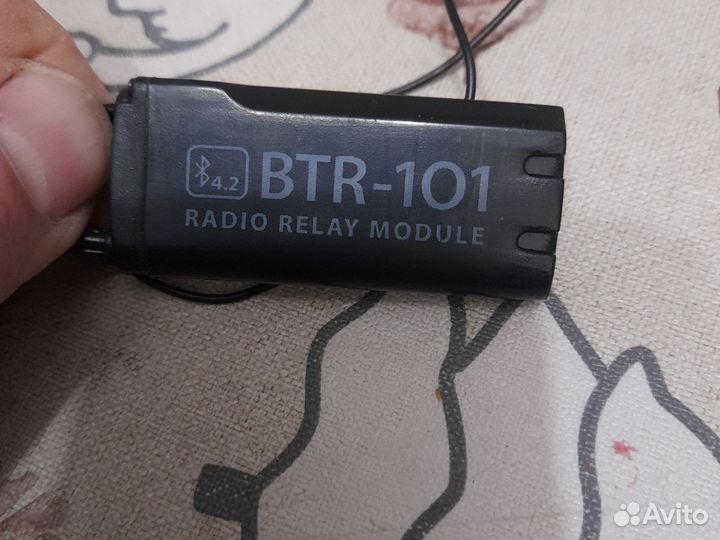 4.2 BTR-101
RADIO RELAY MODULE
Avito